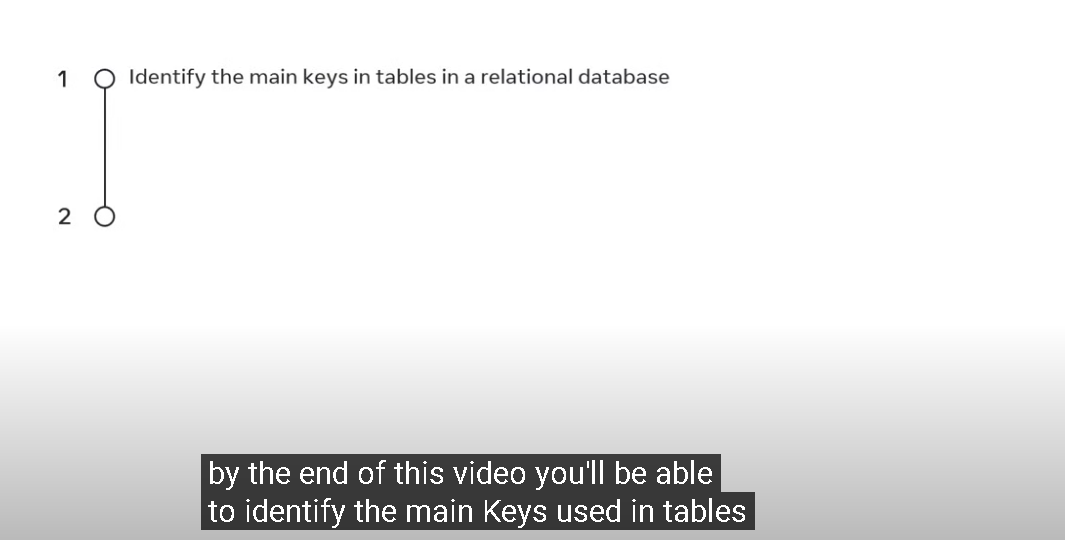 1 Identify the main keys in tables in a relational database
2
by the end of this video you'll be able
to identify the main Keys used in tables